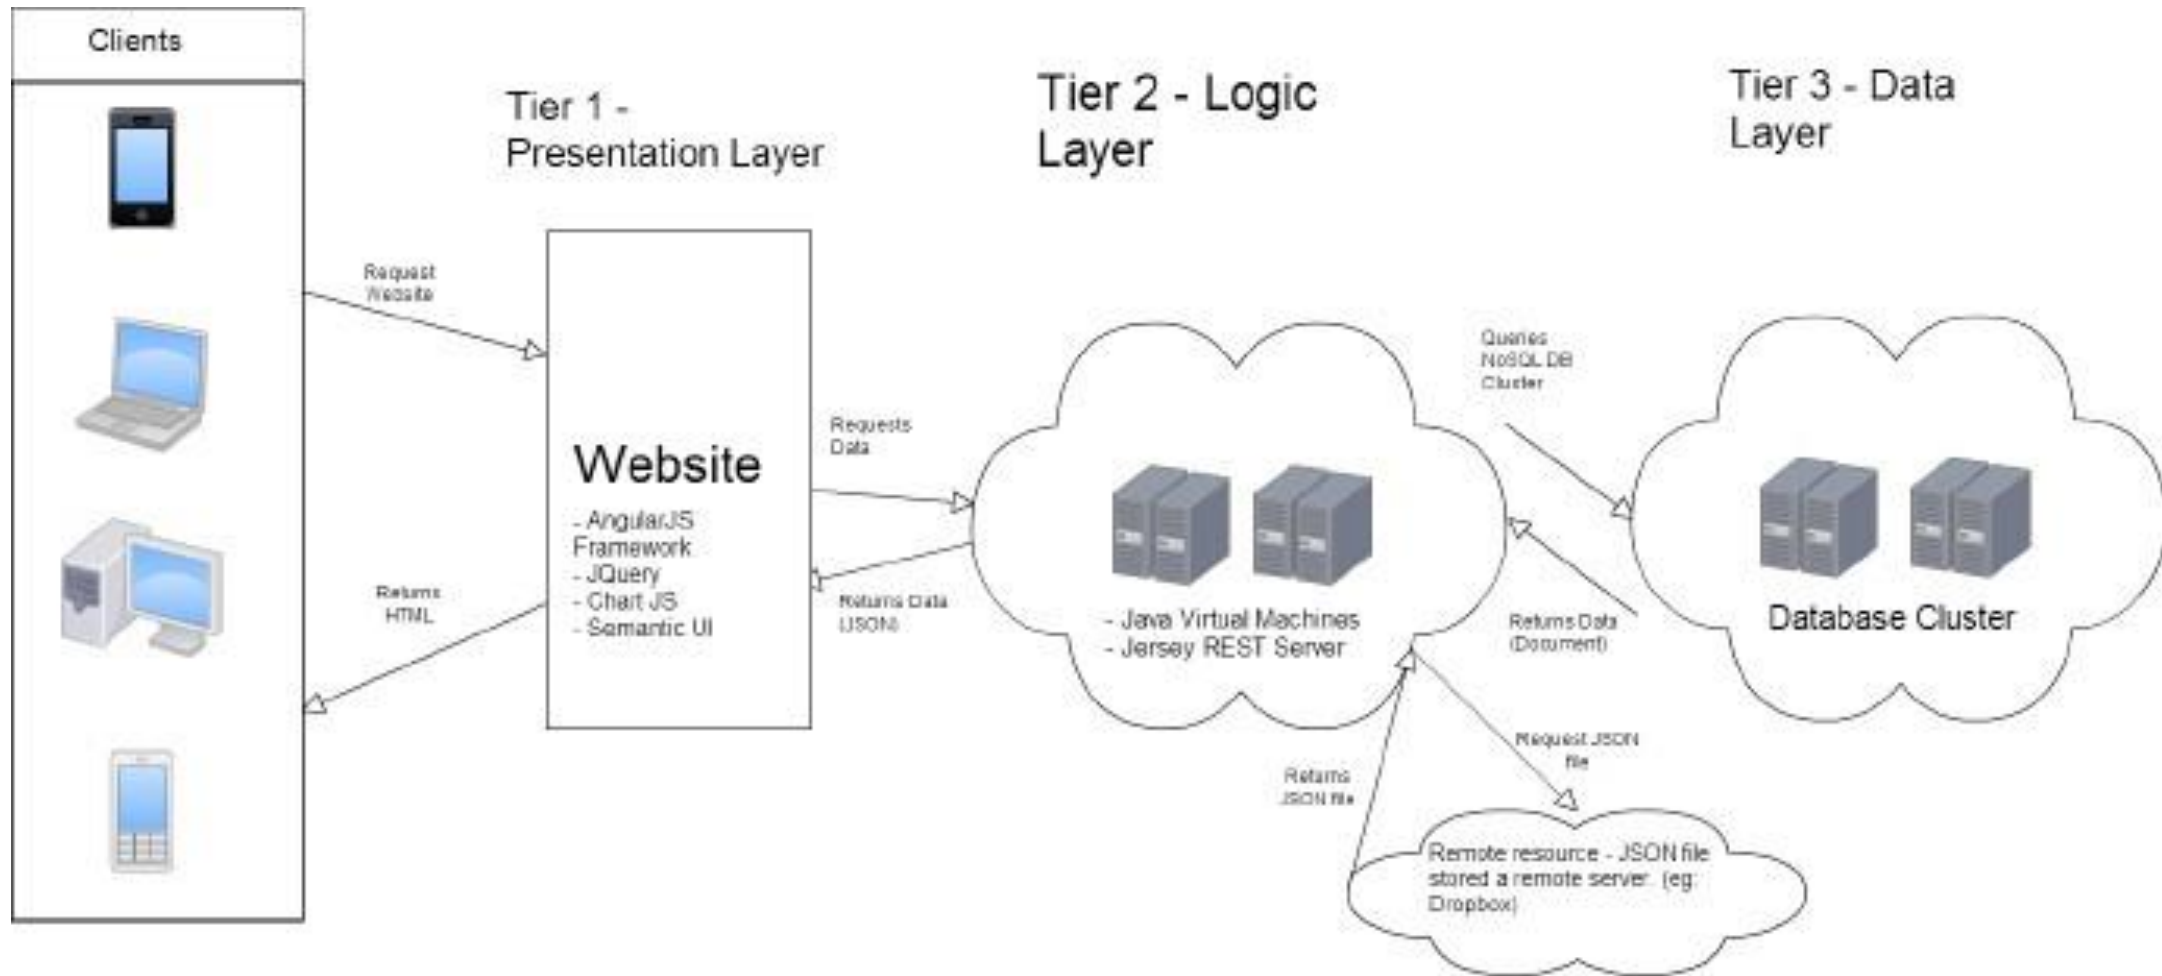 Clients
Tier 1 -
Presentation Layer
Tier 2 - Logic
Layer
Tier 3 - Data
Layer
Request
Website
Returns
HTML
Website
- AngularJS
Framework
- JQuery
- Chart JS
- Semantic UI
Requests
Data
Returns Data
(JSON)
- Java Virtual Machines
- Jersey REST Server
Queries
NoSQL DB
Cluster
Returns Data
(Document)
Database Cluster
Request JSON
file
Returns
JSON file
Remote resource - JSON file
stored a remote server. (eg:
Dropbox)